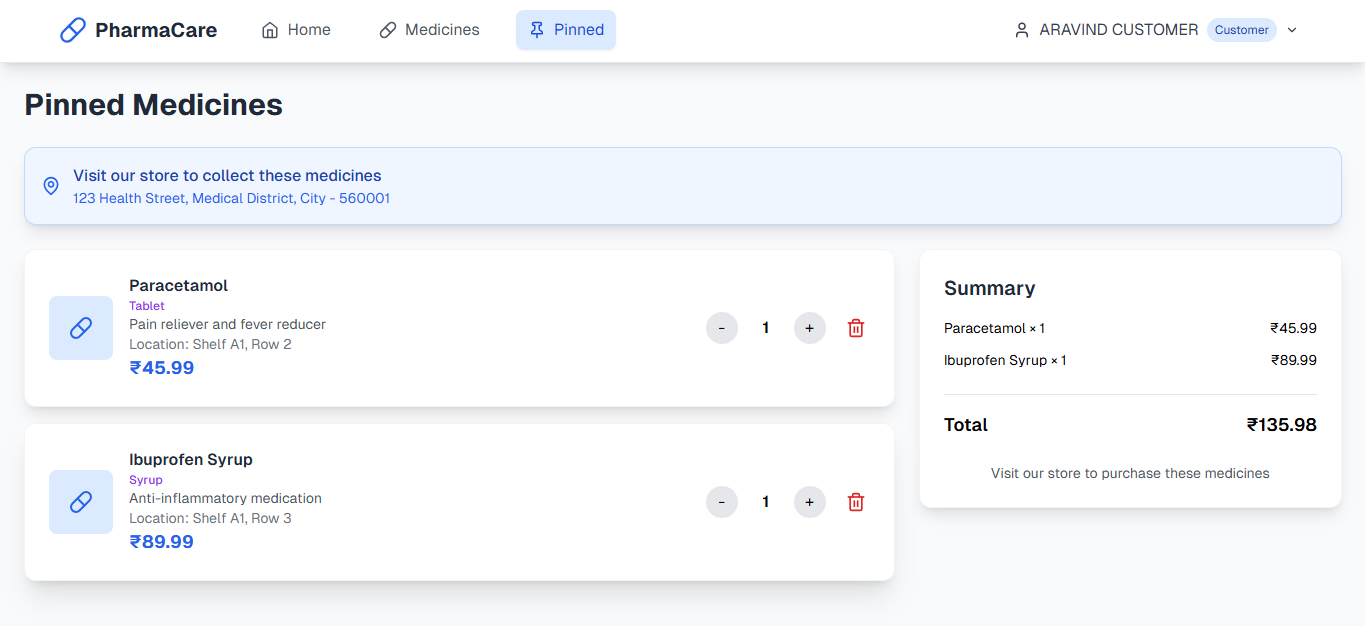 PharmaCare
Home
Medicines
Pinned
ARAVIND CUSTOMER
Customer
Pinned Medicines
Visit our store to collect these medicines
123 Health Street, Medical District, City - 560001
Paracetamol
Tablet
Pain reliever and fever reducer
Location: Shelf A1, Row 2
₹45.99
- 1 +
Ibuprofen Syrup
Syrup
Anti-inflammatory medication
Location: Shelf A1, Row 3
₹89.99
- 1 +
Summary
Paracetamol × 1 ₹45.99
Ibuprofen Syrup × 1 ₹89.99
Total ₹135.98
Visit our store to purchase these medicines